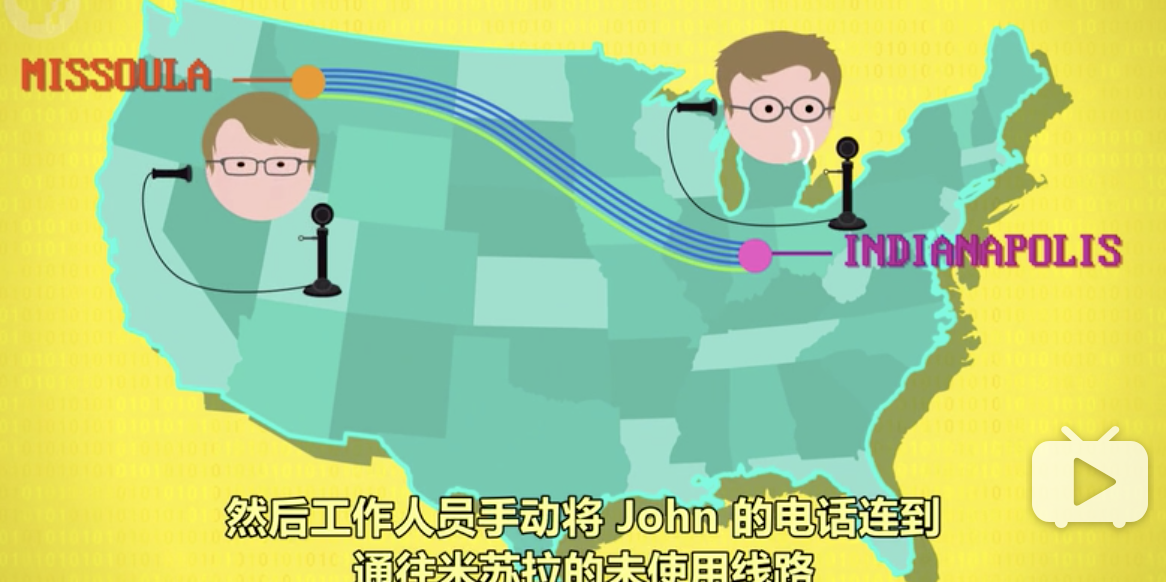 MISSOULA
INDIANAPOLIS
然后工作人员手动将 John 的电话连到
通往米苏拉的未使用线路